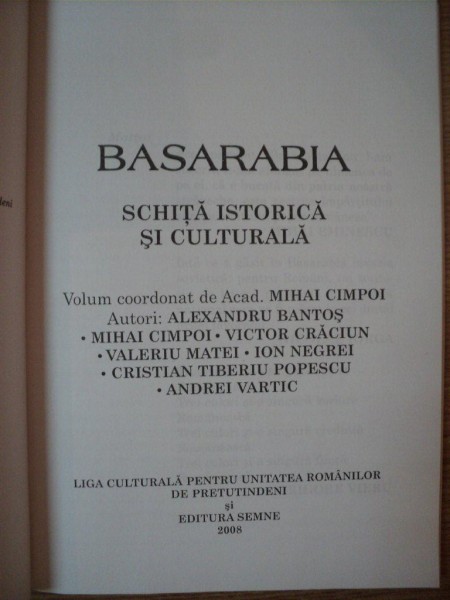 BASARABIA
SCHIȚĂ ISTORICĂ
ȘI CULTURALĂ
Volum coordonat de Acad. MIHAI CIMPOI
Autori: ALEXANDRU BANTOȘ
• MIHAI CIMPOI • VICTOR CRĂCIUN
• VALERIU MATEI • ION NEGREI
• CRISTIAN TIBERIU POPESCU
• ANDREI VARTIC
LIGA CULTURALĂ PENTRU UNITATEA ROMÂNILOR
DE PRETUTINDENI
și
EDITURA SEMNE
2008